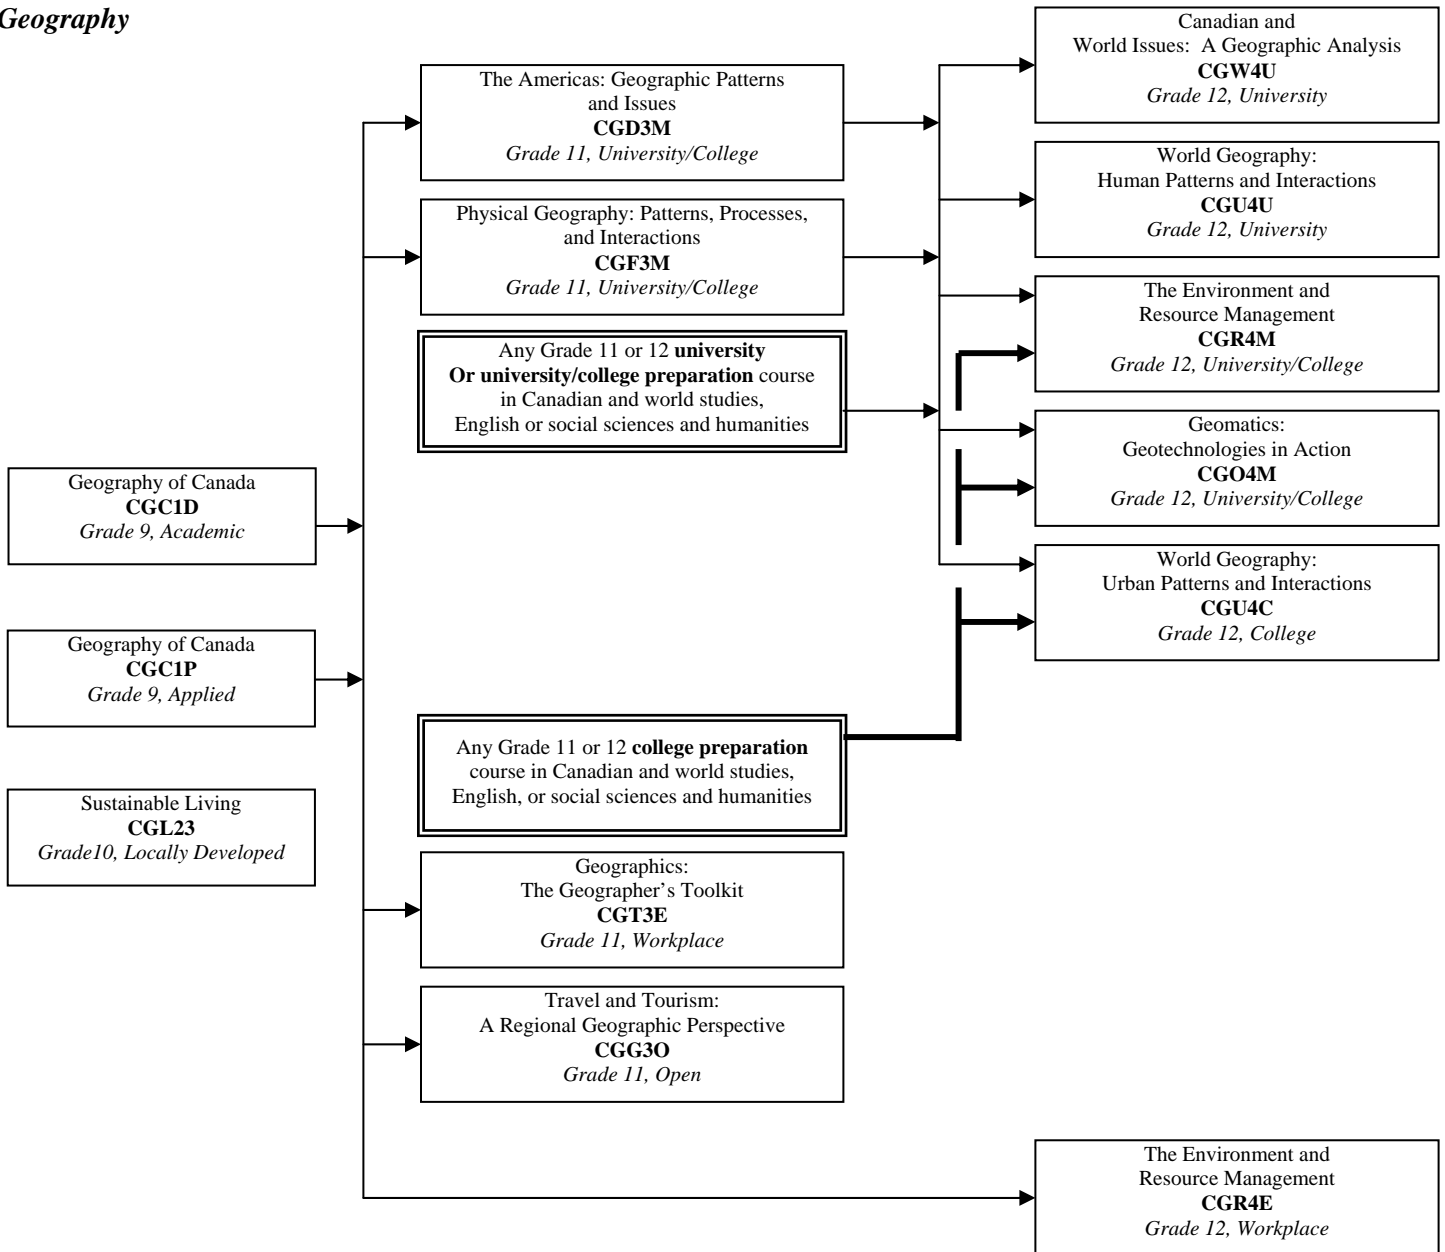 Geography
Canadian and
World Issues: A Geographic Analysis
CGW4U
Grade 12, University
The Americas: Geographic Patterns
and Issues
CGD3M
Grade 11, University/College
World Geography:
Human Patterns and Interactions
CGU4U
Grade 12, University
Physical Geography: Patterns, Processes,
and Interactions
CGF3M
Grade 11, University/College
The Environment and
Resource Management
CGR4M
Grade 12, University/College
Any Grade 11 or 12 university
Or university/college preparation course
in Canadian and world studies,
English or social sciences and humanities
Geomatics:
Geotechnologies in Action
CGO4M
Grade 12, University/College
Geography of Canada
CGC1D
Grade 9, Academic
World Geography:
Urban Patterns and Interactions
CGU4C
Grade 12, College
Geography of Canada
CGC1P
Grade 9, Applied
Any Grade 11 or 12 college preparation
course in Canadian and world studies,
English, or social sciences and humanities
Sustainable Living
CGL23
Grade10, Locally Developed
Geographics:
The Geographer’s Toolkit
CGT3E
Grade 11, Workplace
Travel and Tourism:
A Regional Geographic Perspective
CGG3O
Grade 11, Open
The Environment and
Resource Management
CGR4E
Grade 12, Workplace